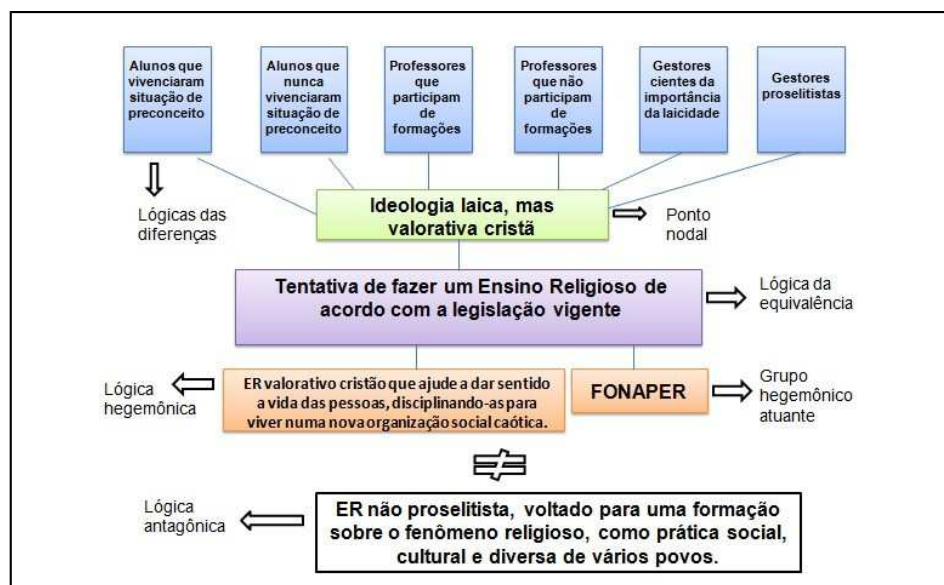 Alunos que
vivenciaram
situação de
preconceito
Alunos que
nunca
vivenciaram
situação de
preconceito
Professores
que
participam
de
formações
Professores
que não
participam
de
formações
Gestores
cientes da
importância
da laicidade
Gestores
proselitistas
Lógicas das
diferenças
Ideologia laica, mas
valorativa cristã
Ponto
nodal
Tentativa de fazer um Ensino Religioso de
acordo com a legislação vigente
Lógica da
equivalência
Lógica
hegemônica
ER valorativo cristão que ajude a dar sentido
a vida das pessoas, disciplinando-as para
viver numa nova organização social caótica.
FONAPER
Grupo
hegemônico
atuante
≠
Lógica
antagônica
ER não proselitista, voltado para uma formação
sobre o fenômeno religioso, como prática social,
cultural e diversa de vários povos.